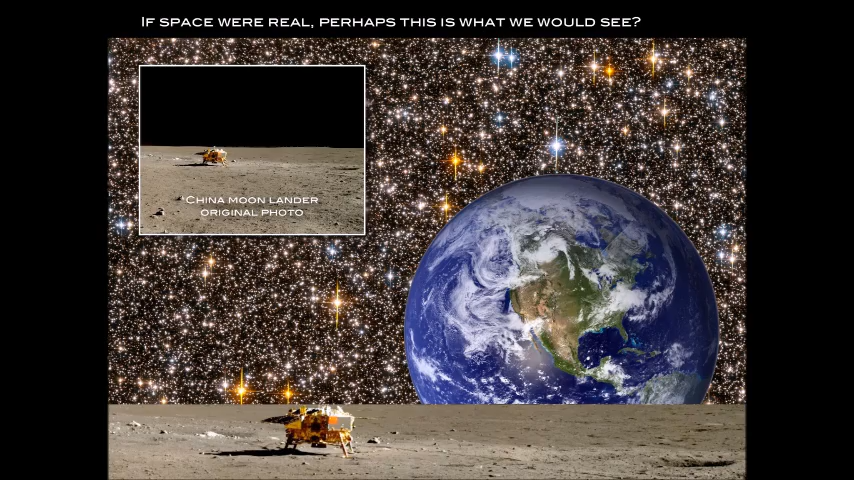 If space were real, perhaps this is what we would see?
*China moon lander
original photo